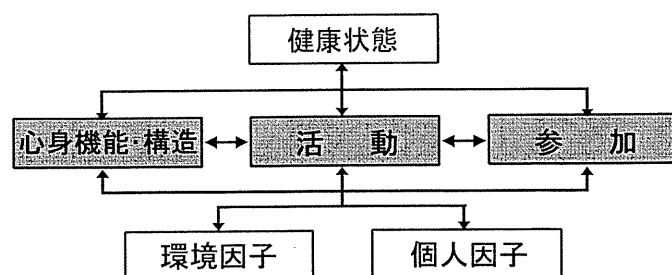 健康状態
心身機能・構造
活動
参加
環境因子
個人因子